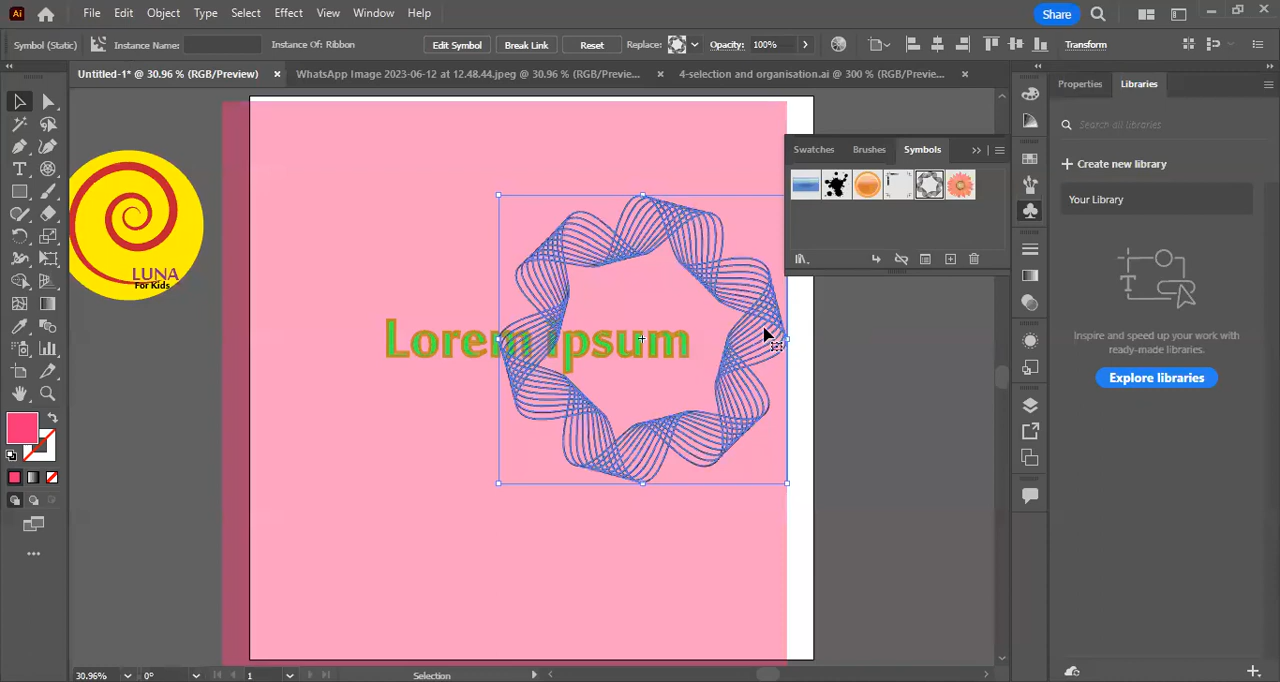 Ai File Edit Object Type Select Effect View Window Help Share
Symbol (Static) Instance Name: Instance Of: Ribbon Edit Symbol Break Link Reset Replace: Opacity: 100% Transform
Untitled-1* @ 30.96 % (RGB/Preview) × WhatsApp Image 2023-06-12 at 12.48.44.jpeg @ 30.96 % (RGB/Previe... × 4-selection and organisation.ai @ 300 % (RGB/Preview... ×
Properties Libraries
Search all libraries
Swatches Brushes Symbols
Create new library
Your Library
LUNA
For Kids
Lorem Ipsum
Inspire and speed up your work with
ready-made libraries.
Explore libraries
30.96% 0° 1 Selection